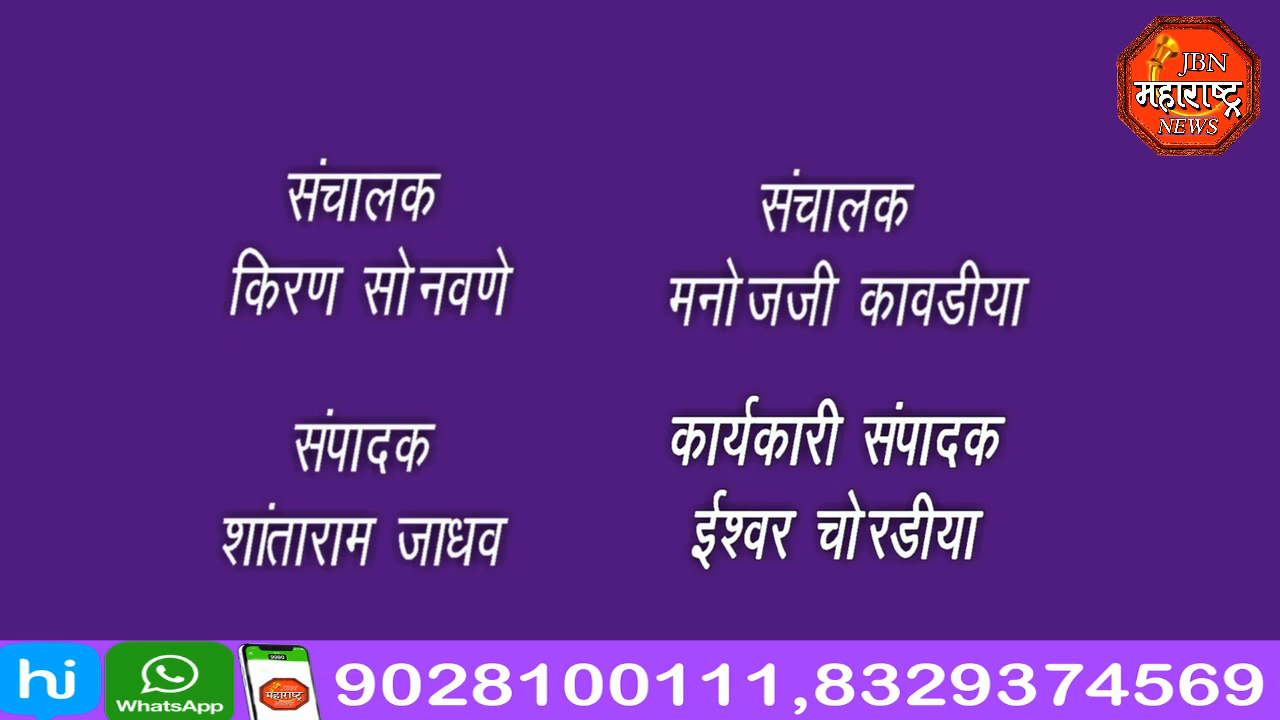 JBN
महाराष्ट्र
NEWS
संचालक
किरण सोनवणे
संचालक
मनोजजी कावडीया
संपादक
शांताराम जाधव
कार्यकारी संपादक
ईश्वर चोरडीया
hi
WhatsApp
महाराष्ट्र
9028100111,8329374569